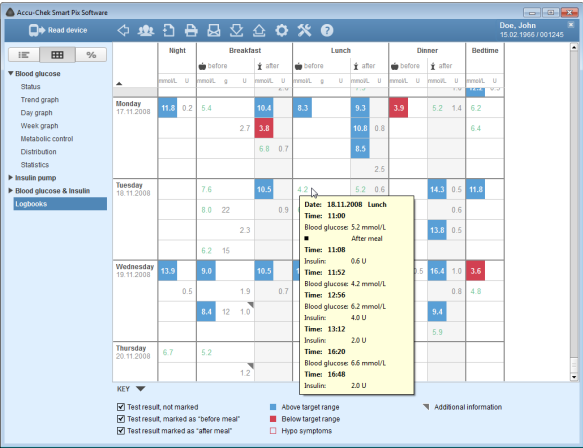 Accu-Chek Smart Pix Software
Read device
Doe, John
15.02.1966 / 001245
%
Blood glucose
Status
Trend graph
Day graph
Week graph
Metabolic control
Distribution
Statistics
Insulin pump
Blood glucose & Insulin
Logbooks
Night Breakfast Lunch Dinner Bedtime
before after before after before after
mmol/L U mmol/L g U mmol/L U mmol/L g U mmol/L U mmol/L g U mmol/L U mmol/L U
Monday
17.11.2008
11.8 0.2 5.4 10.4 8.3 9.3 3.9 5.2 1.4 6.2
2.7 3.8 10.8 0.8 6.4
6.8 0.7 8.5
2.5
Tuesday
18.11.2008
7.6 10.5 4.2 5.2 0.6 14.3 0.5 11.8
8.0 22 0.9 0.6
2.3 13.8 0.5
6.2 15
Wednesday
19.11.2008
13.9 9.0 10.5 0.5 16.4 1.0 3.6
0.5 1.9 0.7 0.8 4.8
8.4 12 1.0 9.4
5.9
Thursday
20.11.2008
6.7 5.2
1.2
Date: 18.11.2008 Lunch
Time: 11:00
Blood glucose: 5.2 mmol/L
After meal
Time: 11:08
Insulin: 0.6 U
Time: 11:52
Blood glucose: 4.2 mmol/L
Time: 12:56
Blood glucose: 6.2 mmol/L
Insulin: 4.0 U
Time: 13:12
Insulin: 2.0 U
Time: 16:20
Blood glucose: 6.6 mmol/L
Time: 16:48
Insulin: 2.0 U
KEY
Test result, not marked
Test result, marked as "before meal"
Test result marked as "after meal"
Above target range
Below target range
Hypo symptoms
Additional information